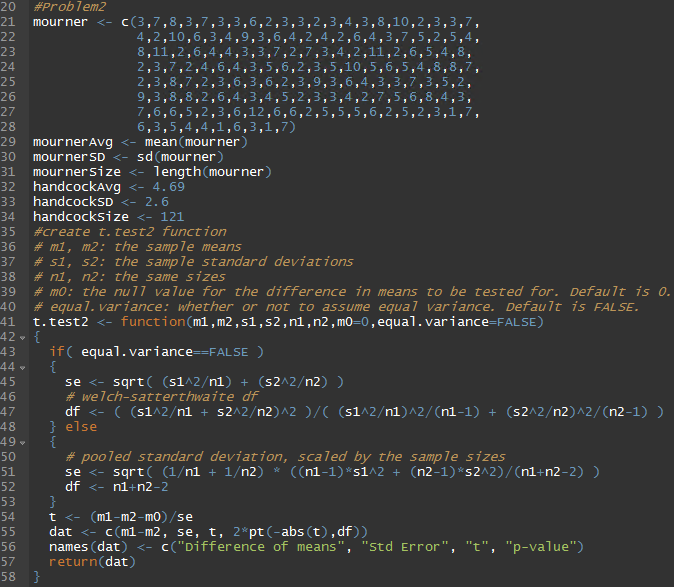 20 #Problem2
21 mourner <- c(3,7,8,3,7,3,3,6,2,3,3,2,3,4,3,8,10,2,3,3,7,
22 4,2,10,6,3,4,9,3,6,4,2,4,2,6,4,3,7,5,2,5,4,
23 8,11,2,6,4,4,3,3,7,2,7,3,4,2,11,2,6,5,4,8,
24 2,3,7,2,4,6,4,3,5,6,2,3,5,10,5,6,5,4,8,8,7,
25 2,3,8,7,2,3,6,3,6,2,3,9,3,6,4,3,3,7,3,5,2,
26 9,3,8,8,2,6,4,3,4,5,2,3,3,4,2,7,5,6,8,4,3,
27 7,6,6,5,2,3,6,12,6,6,2,5,5,5,6,2,5,2,3,1,7,
28 6,3,5,4,4,1,6,3,1,7)
29 mournerAvg <- mean(mourner)
30 mournerSD <- sd(mourner)
31 mournerSize <- length(mourner)
32 handcockAvg <- 4.69
33 handcockSD <- 2.6
34 handcockSize <- 121
35 #create t.test2 function
36 # m1, m2: the sample means
37 # s1, s2: the sample standard deviations
38 # n1, n2: the same sizes
39 # m0: the null value for the difference in means to be tested for. Default is 0.
40 # equal.variance: whether or not to assume equal variance. Default is FALSE.
41 t.test2 <- function(m1,m2,s1,s2,n1,n2,m0=0,equal.variance=FALSE)
42 {
43 if( equal.variance==FALSE )
44 {
45 se <- sqrt( (s1^2/n1) + (s2^2/n2) )
46 # welch-satterthwaite df
47 df <- ( (s1^2/n1 + s2^2/n2)^2 )/( (s1^2/n1)^2/(n1-1) + (s2^2/n2)^2/(n2-1) )
48 } else
49 {
50 # pooled standard deviation, scaled by the sample sizes
51 se <- sqrt( (1/n1 + 1/n2) * ((n1-1)*s1^2 + (n2-1)*s2^2)/(n1+n2-2) )
52 df <- n1+n2-2
53 }
54 t <- (m1-m2-m0)/se
55 dat <- c(m1-m2, se, t, 2*pt(-abs(t),df))
56 names(dat) <- c("Difference of means", "Std Error", "t", "p-value")
57 return(dat)
58 }